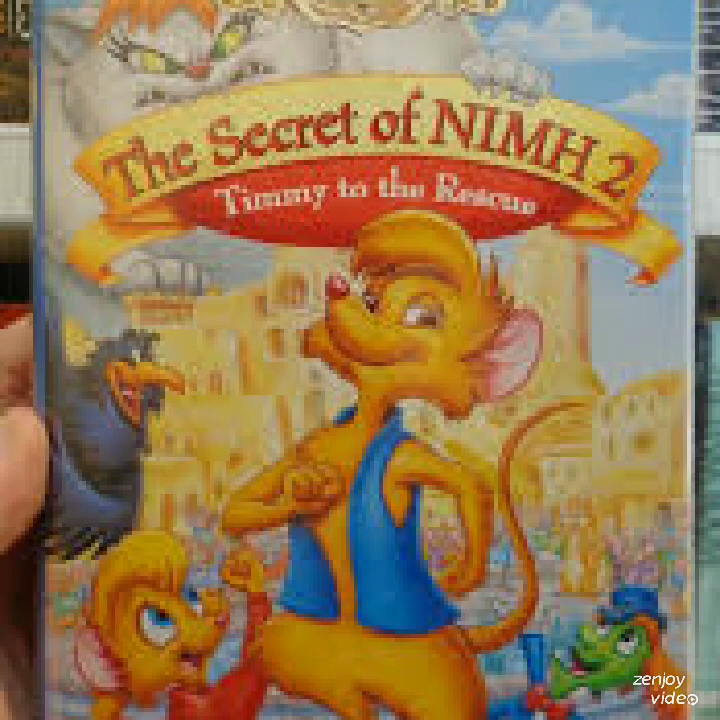 The Secret of NIMH 2
Timmy to the Rescue
zenjoy
video